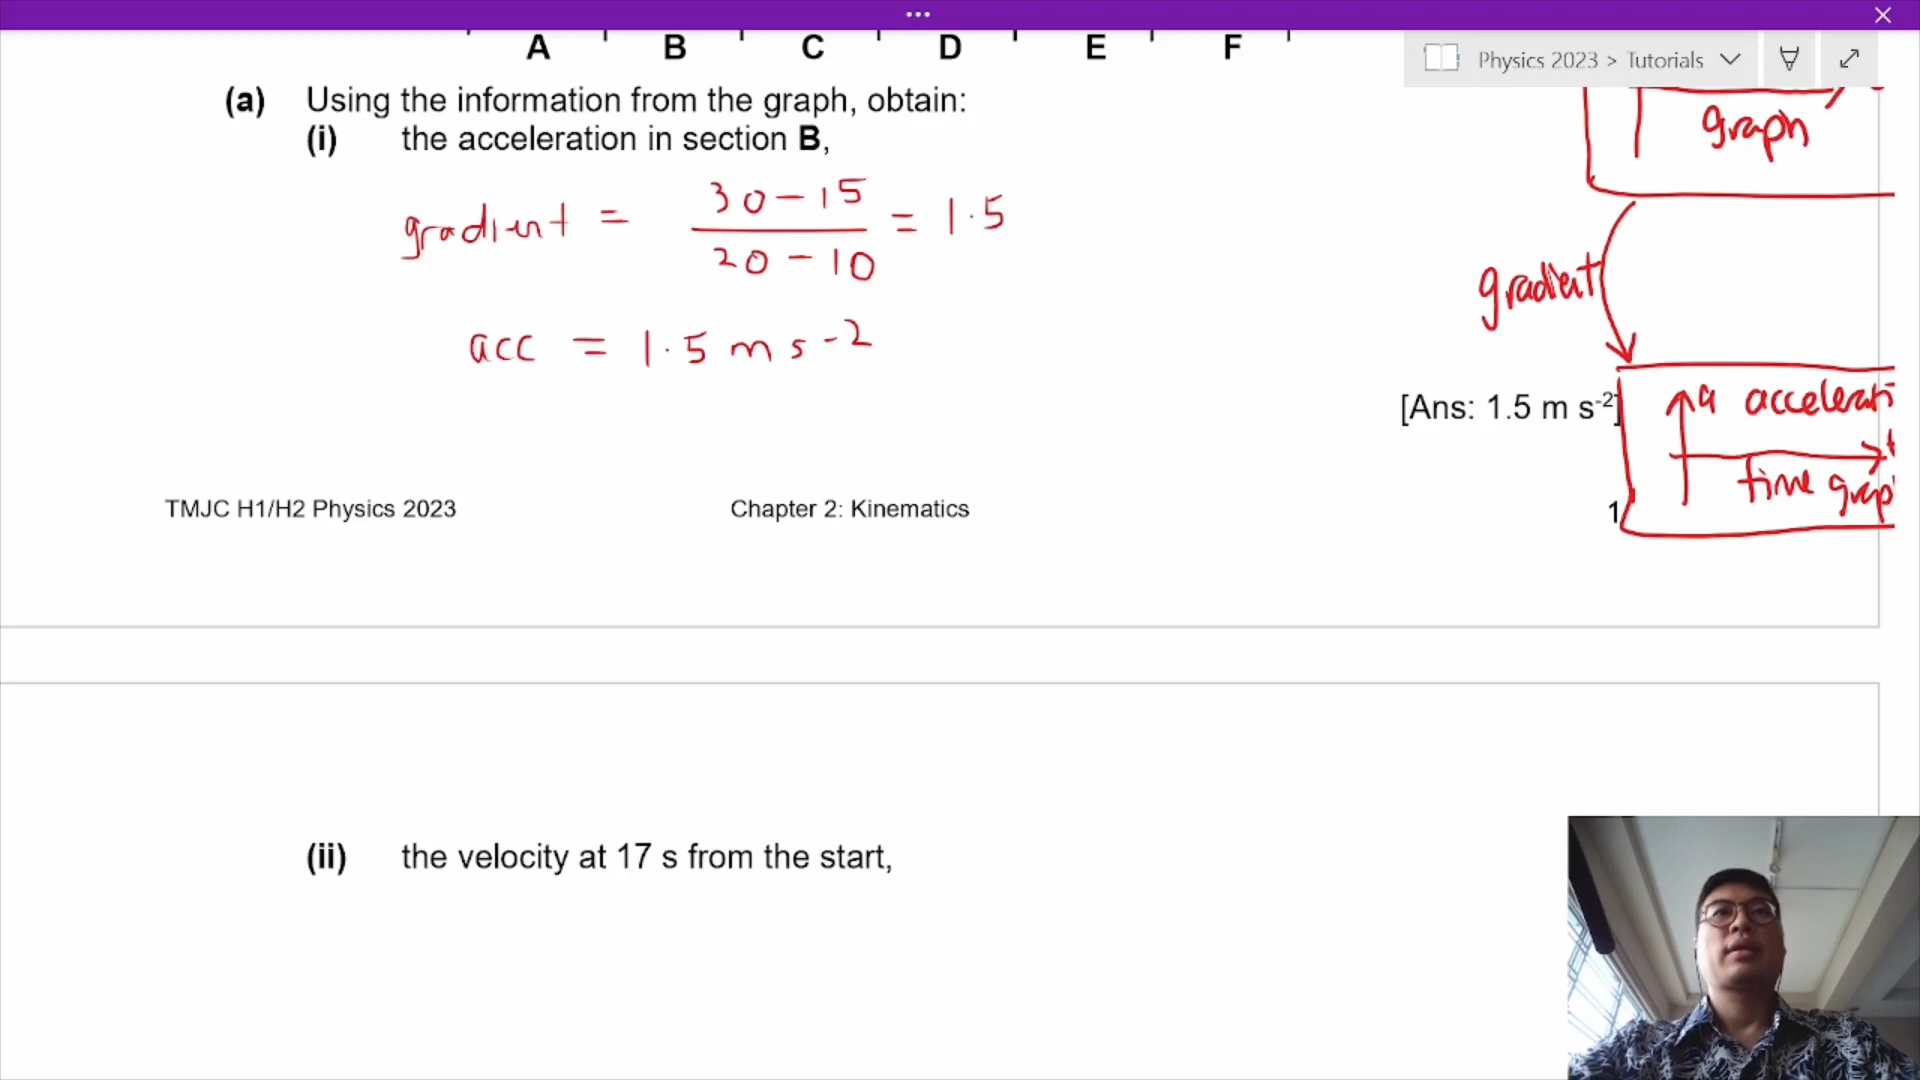 ...
A B C D E F
Physics 2023 > Tutorials
(a) Using the information from the graph, obtain:
(i) the acceleration in section B,
graph
gradient = 30 - 15 / 20 - 10 = 1.5
gradient
acc = 1.5 m s-2
[Ans: 1.5 m s-2]
a accelerati
t
time grap
TMJC H1/H2 Physics 2023 Chapter 2: Kinematics 1
(ii) the velocity at 17 s from the start,